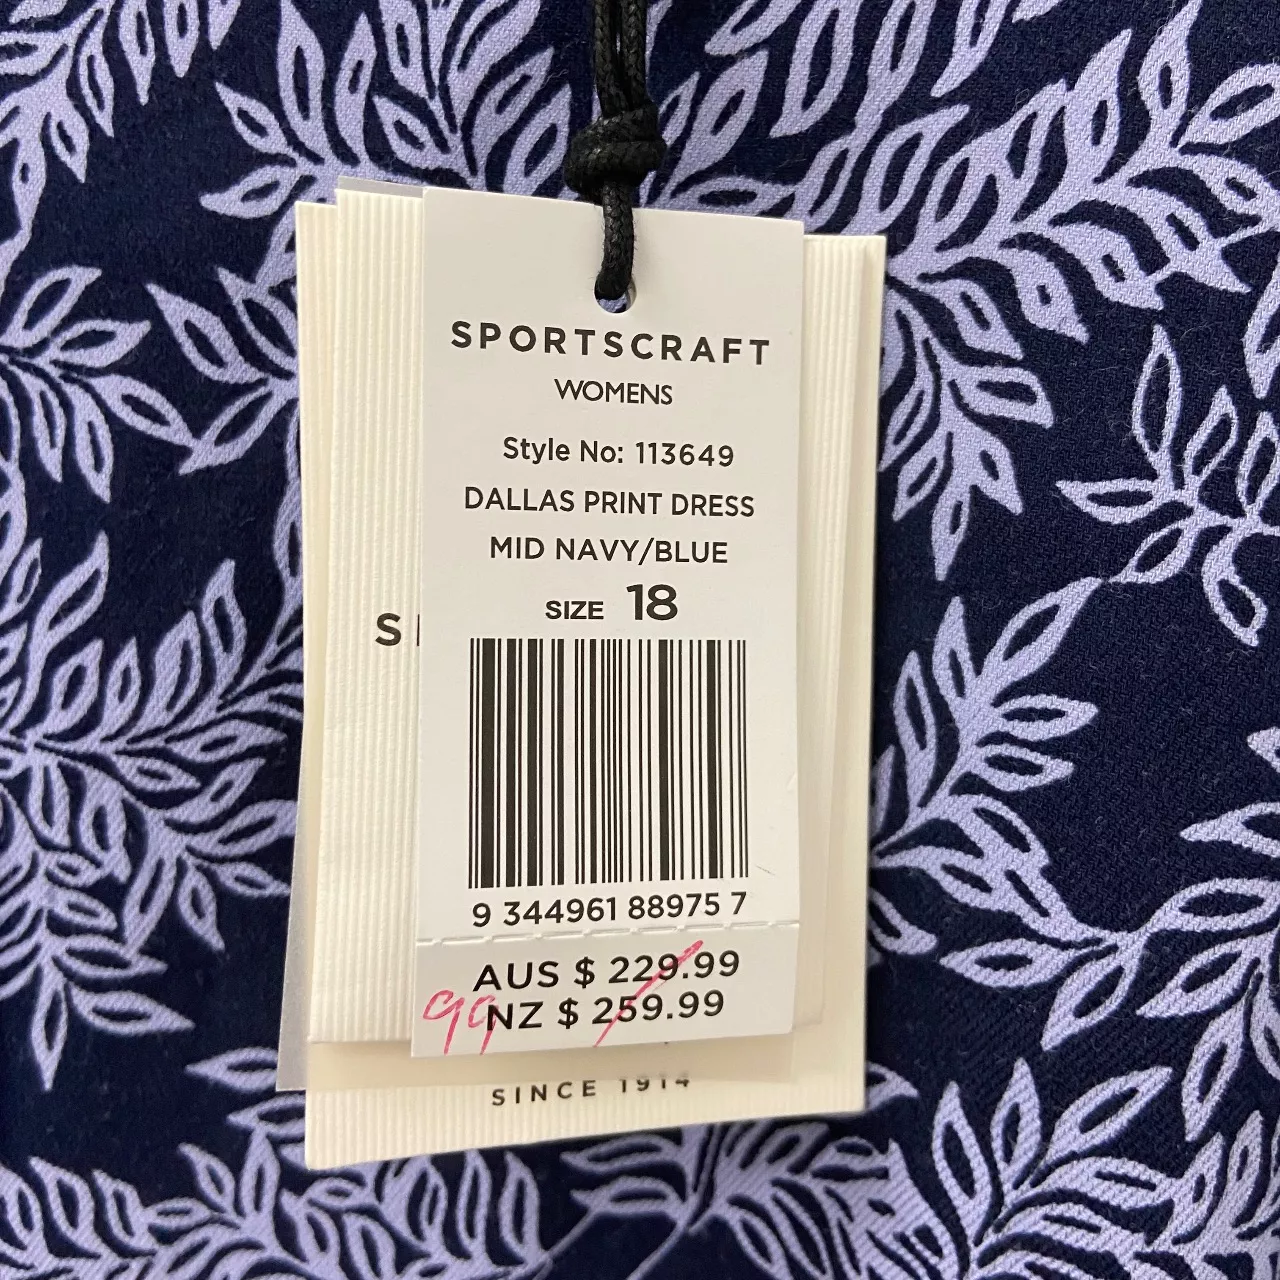 SPORTSCRAFT
WOMENS
Style No: 113649
DALLAS PRINT DRESS
MID NAVY/BLUE
SIZE 18
S
9 344961 88975 7
AUS $ 229.99
99
NZ $ 259.99
SINCE 1914